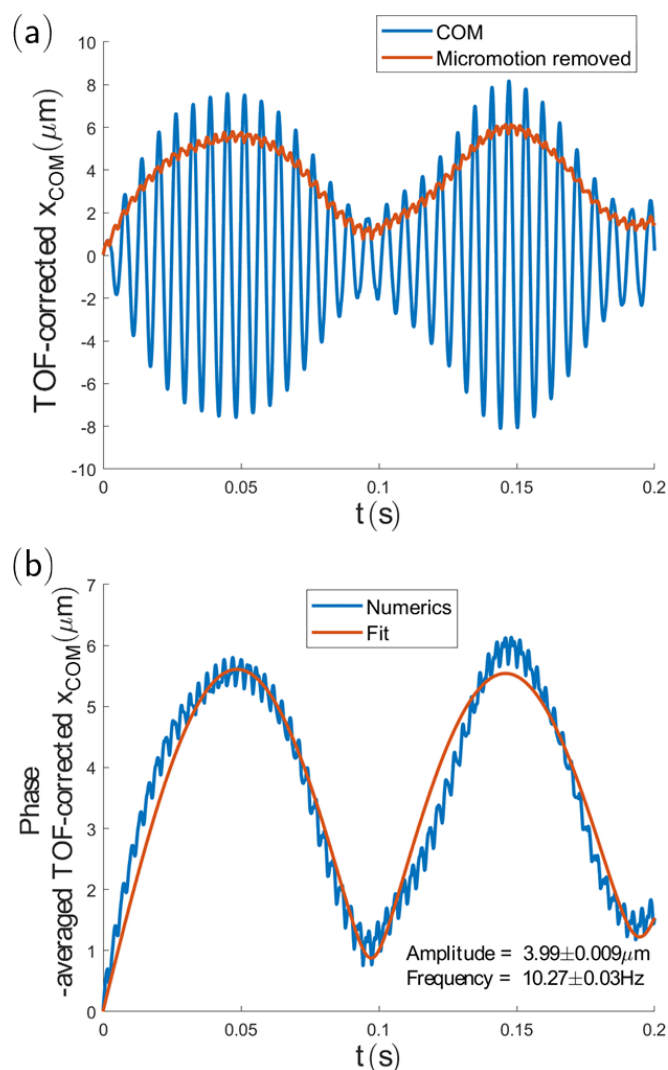 (a)
COM
Micromotion removed
TOF-corrected x_COM(μm)
10
8
6
4
2
0
-2
-4
-6
-8
-10
0
0.05
0.1
0.15
0.2
t(s)
(b)
Numerics
Fit
Phase
-averaged TOF-corrected x_COM(μm)
7
6
5
4
3
2
1
0
Amplitude = 3.99±0.009μm
Frequency = 10.27±0.03Hz
0
0.05
0.1
0.15
0.2
t(s)